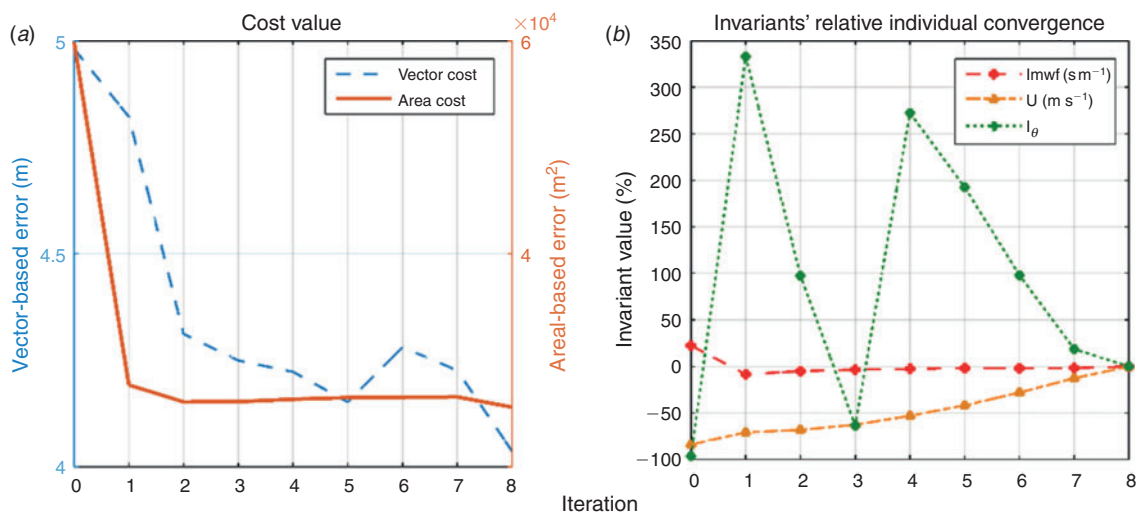 (a)
Cost value
×10⁴
5
4.5
4
6
4
2
Vector-based error (m)
Areal-based error (m²)
Vector cost
Area cost
0 1 2 3 4 5 6 7 8
(b)
Invariants’ relative individual convergence
350
300
250
200
150
100
50
0
−50
−100
Invariant value (%)
Imwf (s m⁻¹)
U (m s⁻¹)
I_θ
0 1 2 3 4 5 6 7 8
Iteration